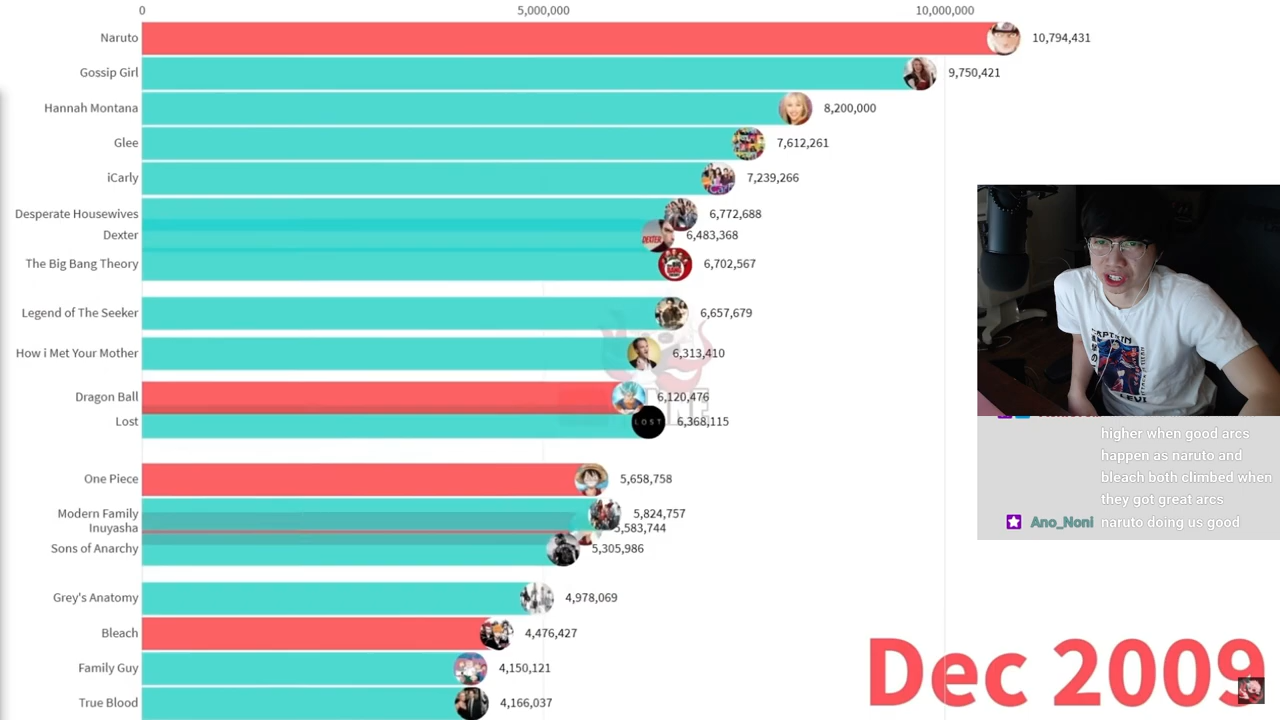 0 5,000,000 10,000,000
Naruto 10,794,431
Gossip Girl 9,750,421
Hannah Montana 8,200,000
Glee 7,612,261
iCarly 7,239,266
Desperate Housewives 6,772,688
Dexter DEXTER 6,483,368
The Big Bang Theory 6,702,567
Legend of The Seeker 6,657,679
How i Met Your Mother 6,313,410
Dragon Ball 6,120,476
Lost LOST 6,368,115
One Piece 5,658,758
Modern Family 5,824,757
Inuyasha 5,583,744
Sons of Anarchy 5,305,986
Grey's Anatomy 4,978,069
Bleach 4,476,427
Family Guy 4,150,121
True Blood 4,166,037
higher when good arcs
happen as naruto and
bleach both climbed when
they got great arcs
Ano_Noni naruto doing us good
Dec 2009